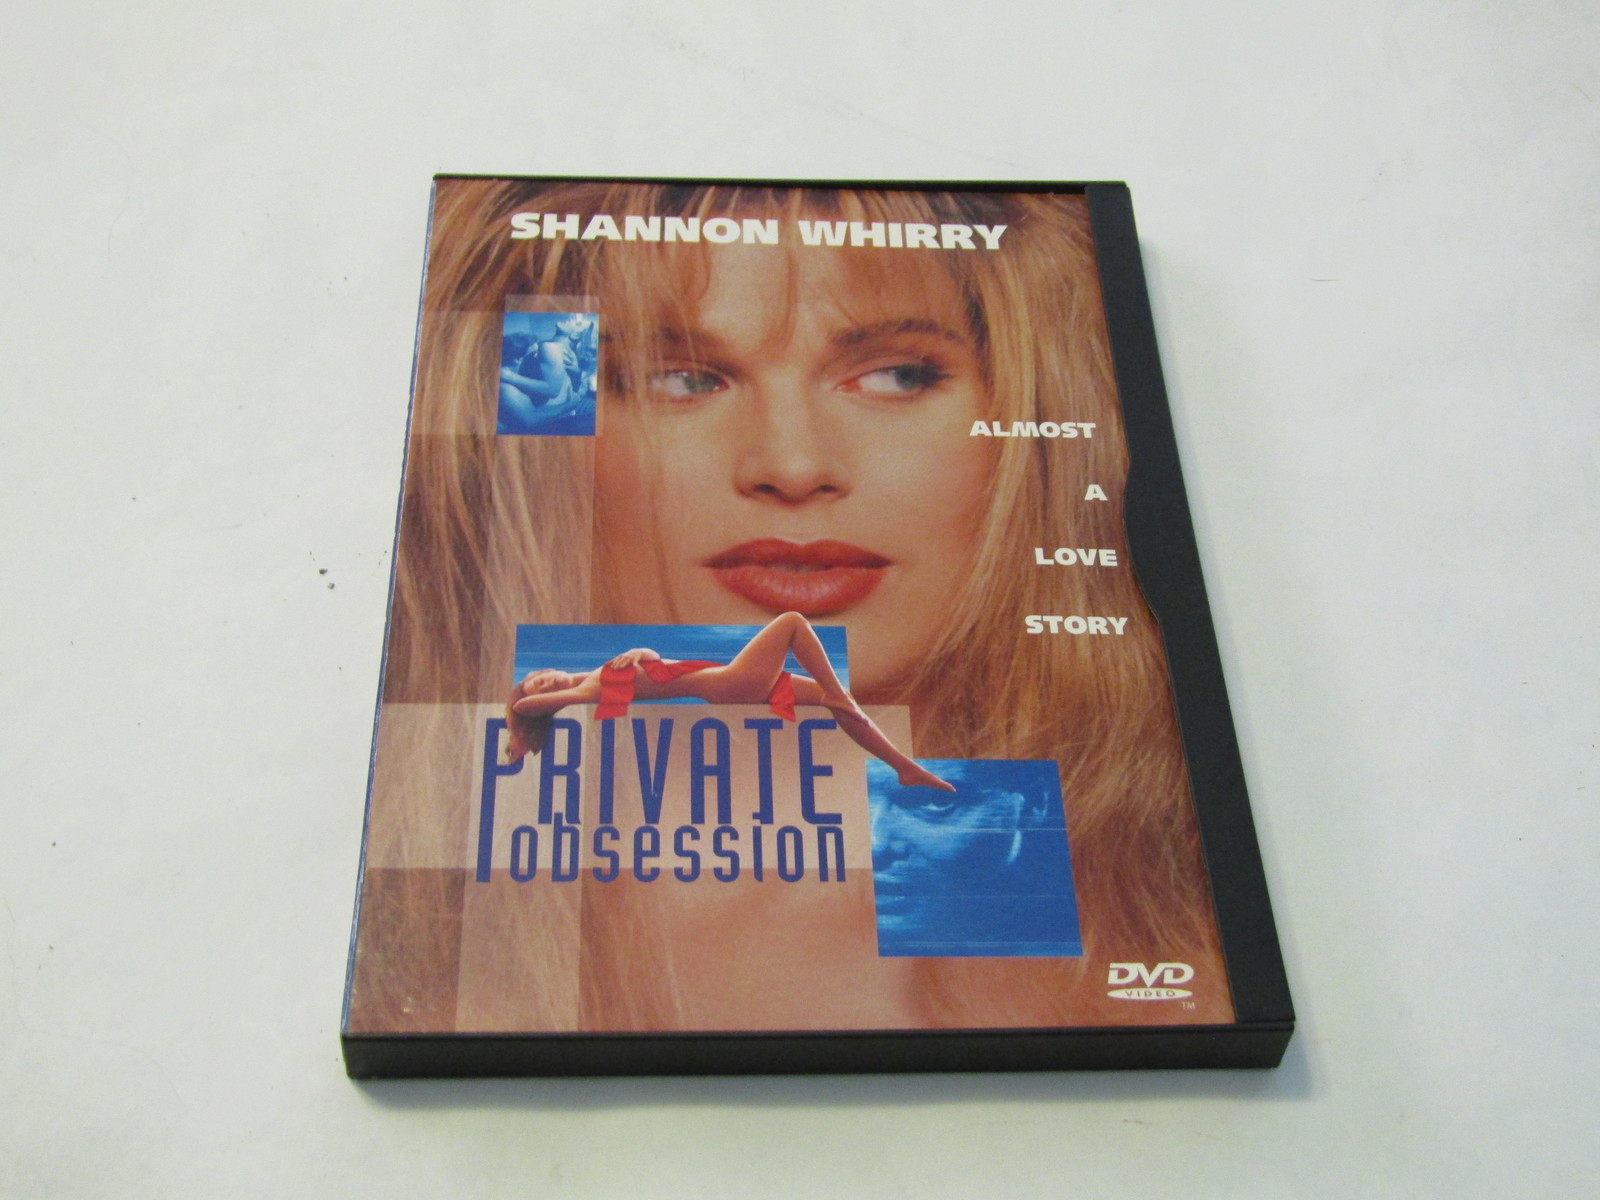 SHANNON WHIRRY
ALMOST
A
LOVE
STORY
PRIVATE
obsession
DVD
VIDEO
TM